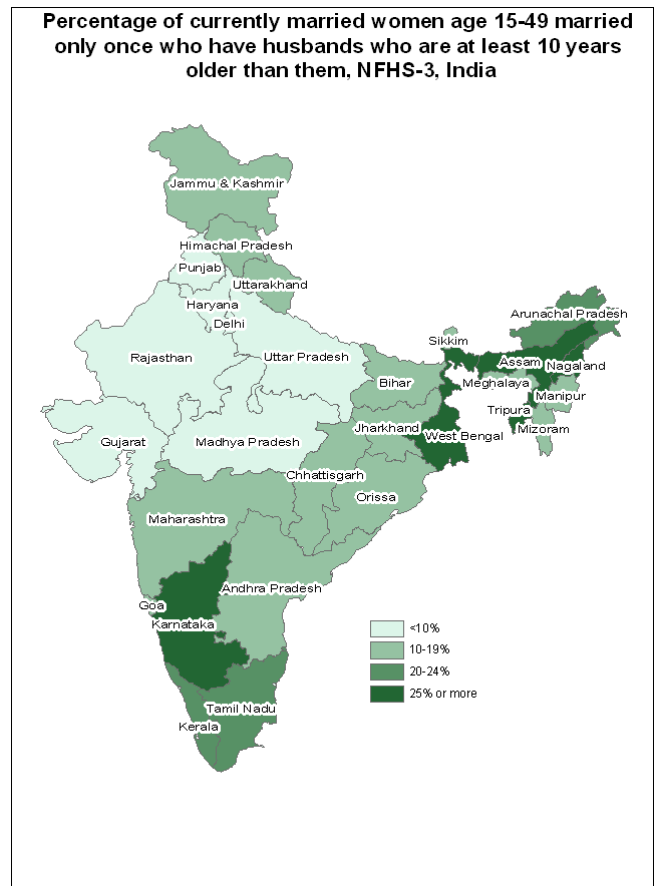 Percentage of currently married women age 15-49 married
only once who have husbands who are at least 10 years
older than them, NFHS-3, India
Jammu & Kashmir
Himachal Pradesh
Punjab
Uttarakhand
Haryana
Delhi
Arunachal Pradesh
Sikkim
Rajasthan
Uttar Pradesh
Assam
Nagaland
Bihar
Meghalaya
Manipur
Tripura
Jharkhand
West Bengal
Mizoram
Gujarat
Madhya Pradesh
Chhattisgarh
Orissa
Maharashtra
Andhra Pradesh
Goa
Karnataka
<10%
10-19%
20-24%
25% or more
Tamil Nadu
Kerala